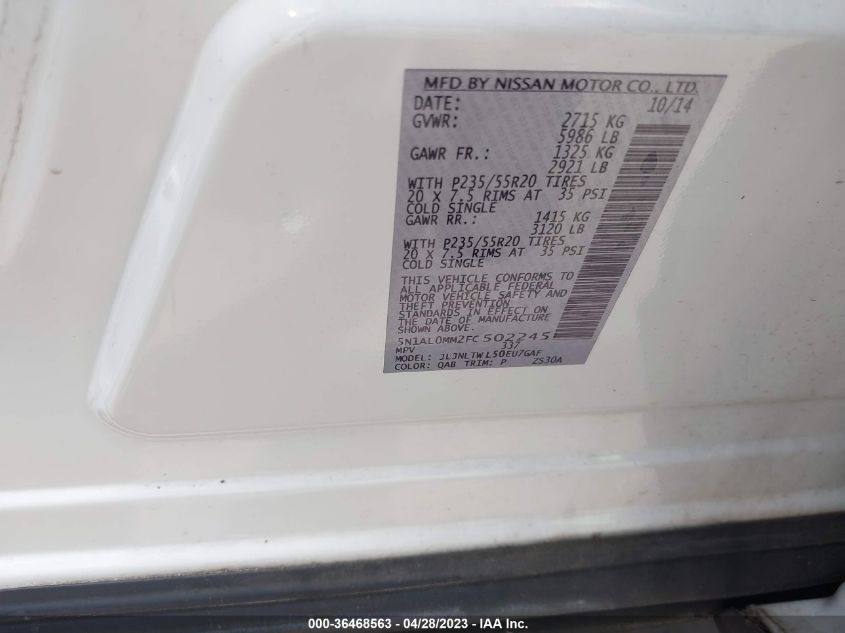 MFD BY NISSAN MOTOR CO., LTD.
DATE: 10/14
GVWR: 2715 KG
5986 LB
GAWR FR.: 1325 KG
2921 LB
WITH P235/55R20 TIRES
20 X 7.5 RIMS AT 35 PSI
COLD SINGLE
GAWR RR.: 1415 KG
3120 LB
WITH P235/55R20 TIRES
20 X 7.5 RIMS AT 35 PSI
COLD SINGLE
THIS VEHICLE CONFORMS TO
ALL APPLICABLE FEDERAL
MOTOR VEHICLE SAFETY AND
THEFT PREVENTION
STANDARDS IN EFFECT ON
THE DATE OF MANUFACTURE
SHOWN ABOVE.
5N1AL0MM2FC502245
MPV 337
MODEL: JLJNLTWL50EU7GAF
COLOR: QAB TRIM: P 2S30A
000-36468563 - 04/28/2023 - IAA Inc.